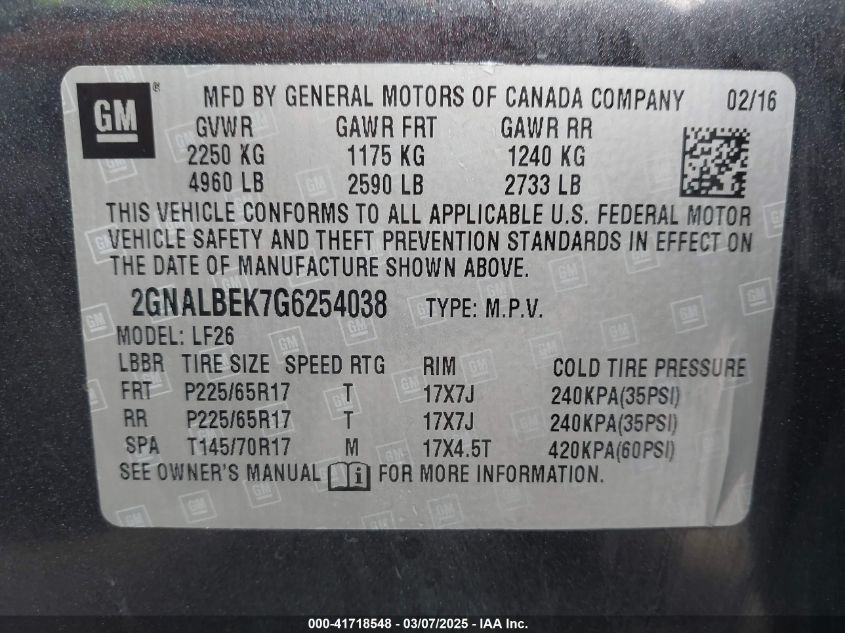 GM ® MFD BY GENERAL MOTORS OF CANADA COMPANY 02/16
GVWR GAWR FRT GAWR RR
2250 KG 1175 KG 1240 KG
4960 LB 2590 LB 2733 LB
THIS VEHICLE CONFORMS TO ALL APPLICABLE U.S. FEDERAL MOTOR
VEHICLE SAFETY AND THEFT PREVENTION STANDARDS IN EFFECT ON
THE DATE OF MANUFACTURE SHOWN ABOVE.
2GNALBEK7G6254038 TYPE: M.P.V.
MODEL: LF26
LBBR TIRE SIZE SPEED RTG RIM COLD TIRE PRESSURE
FRT P225/65R17 T 17X7J 240KPA(35PSI)
RR P225/65R17 T 17X7J 240KPA(35PSI)
SPA T145/70R17 M 17X4.5T 420KPA(60PSI)
SEE OWNER'S MANUAL i FOR MORE INFORMATION.
000-41718548 - 03/07/2025 - IAA Inc.